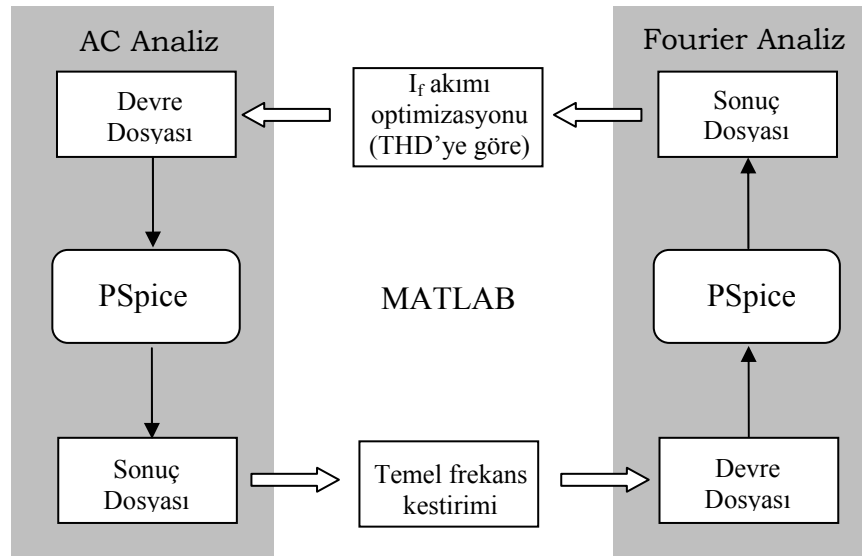 AC Analiz
Devre
Dosyası
PSpice
Sonuç
Dosyası
I_f akımı
optimizasyonu
(THD’ye göre)
MATLAB
Temel frekans
kestirimi
Fourier Analiz
Sonuç
Dosyası
PSpice
Devre
Dosyası